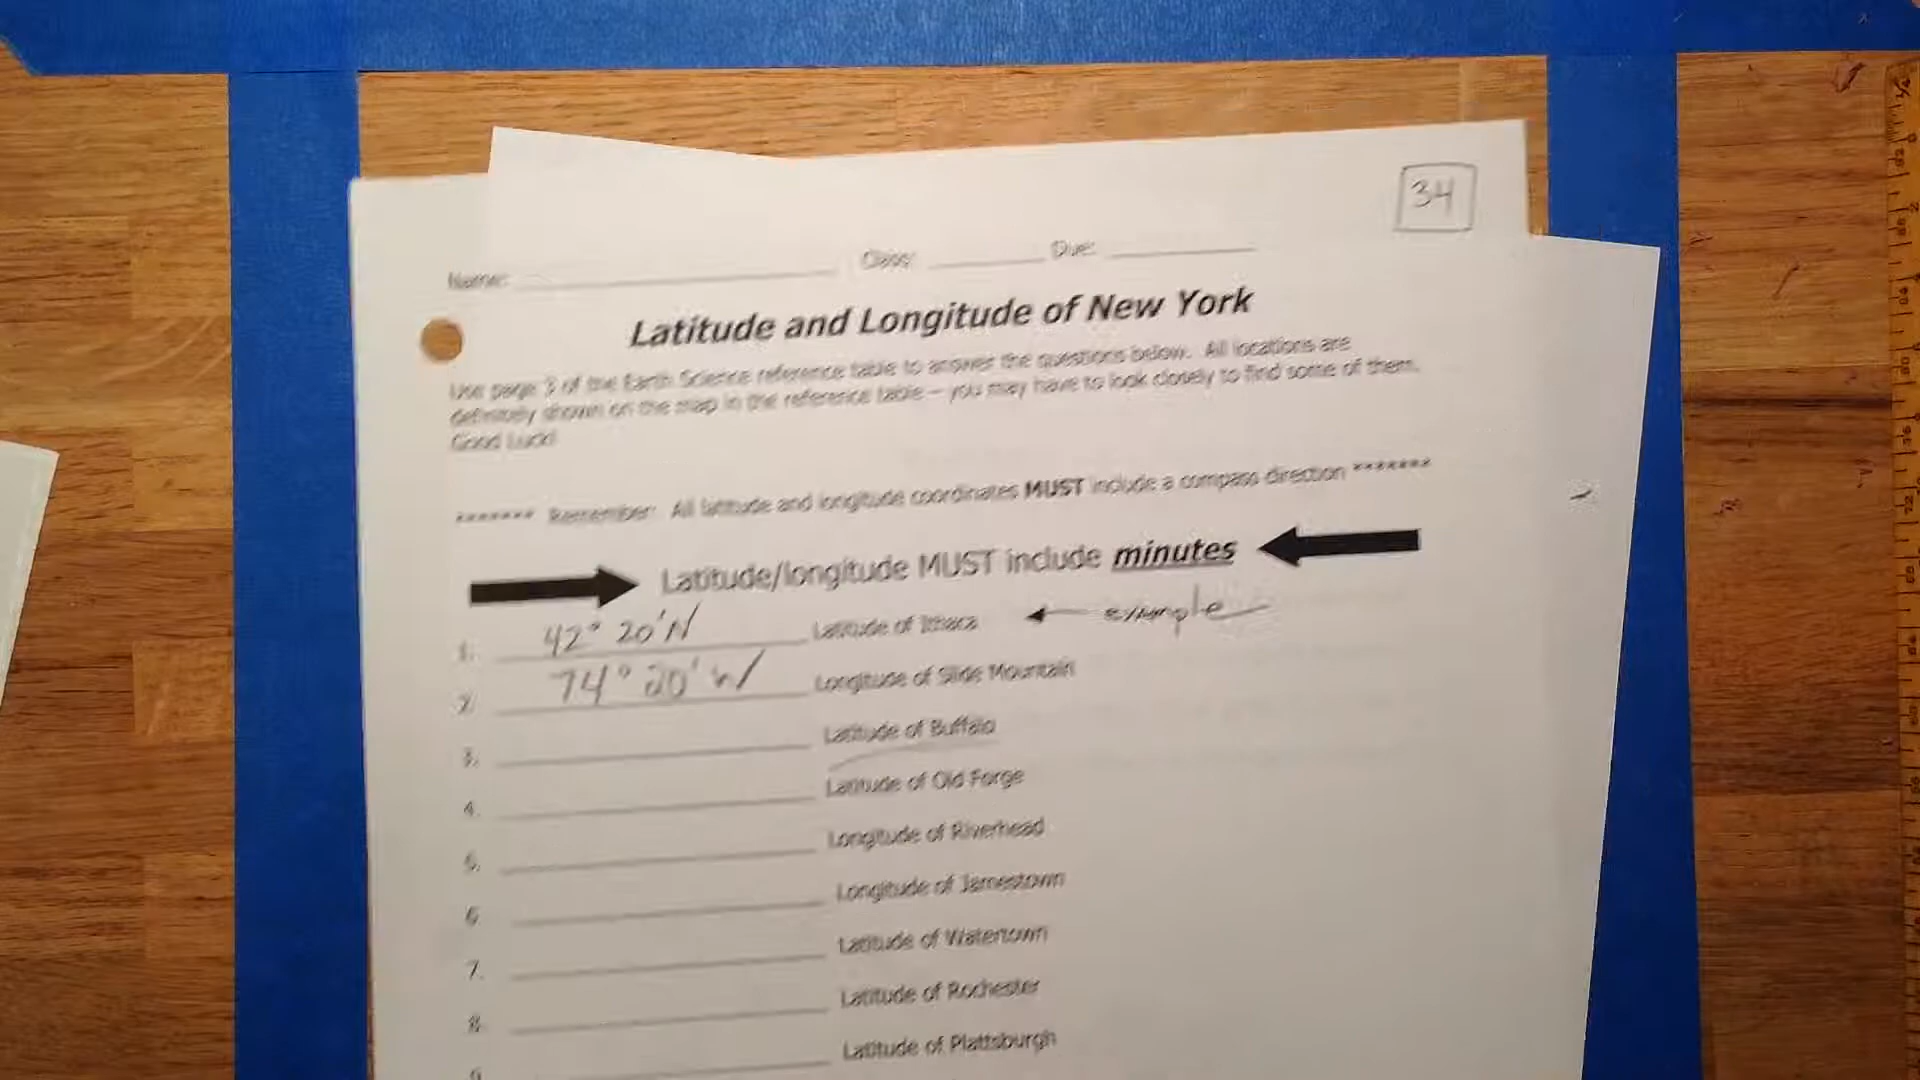 34
Name: Class: Due:
Latitude and Longitude of New York
Use page 3 of the Earth Science reference table to answer the questions below. All locations are
definitely shown on the map in the reference table – you may have to look closely to find some of them.
Good Luck!
******* Remember: All latitude and longitude coordinates MUST include a compass direction *******
Latitude/longitude MUST include minutes
1. 42° 20'N Latitude of Ithaca example
2. 74° 20' W Longitude of Slide Mountain
3. Latitude of Buffalo
4. Latitude of Old Forge
5. Longitude of Riverhead
6. Longitude of Jamestown
7. Latitude of Watertown
8. Latitude of Rochester
9. Latitude of Plattsburgh